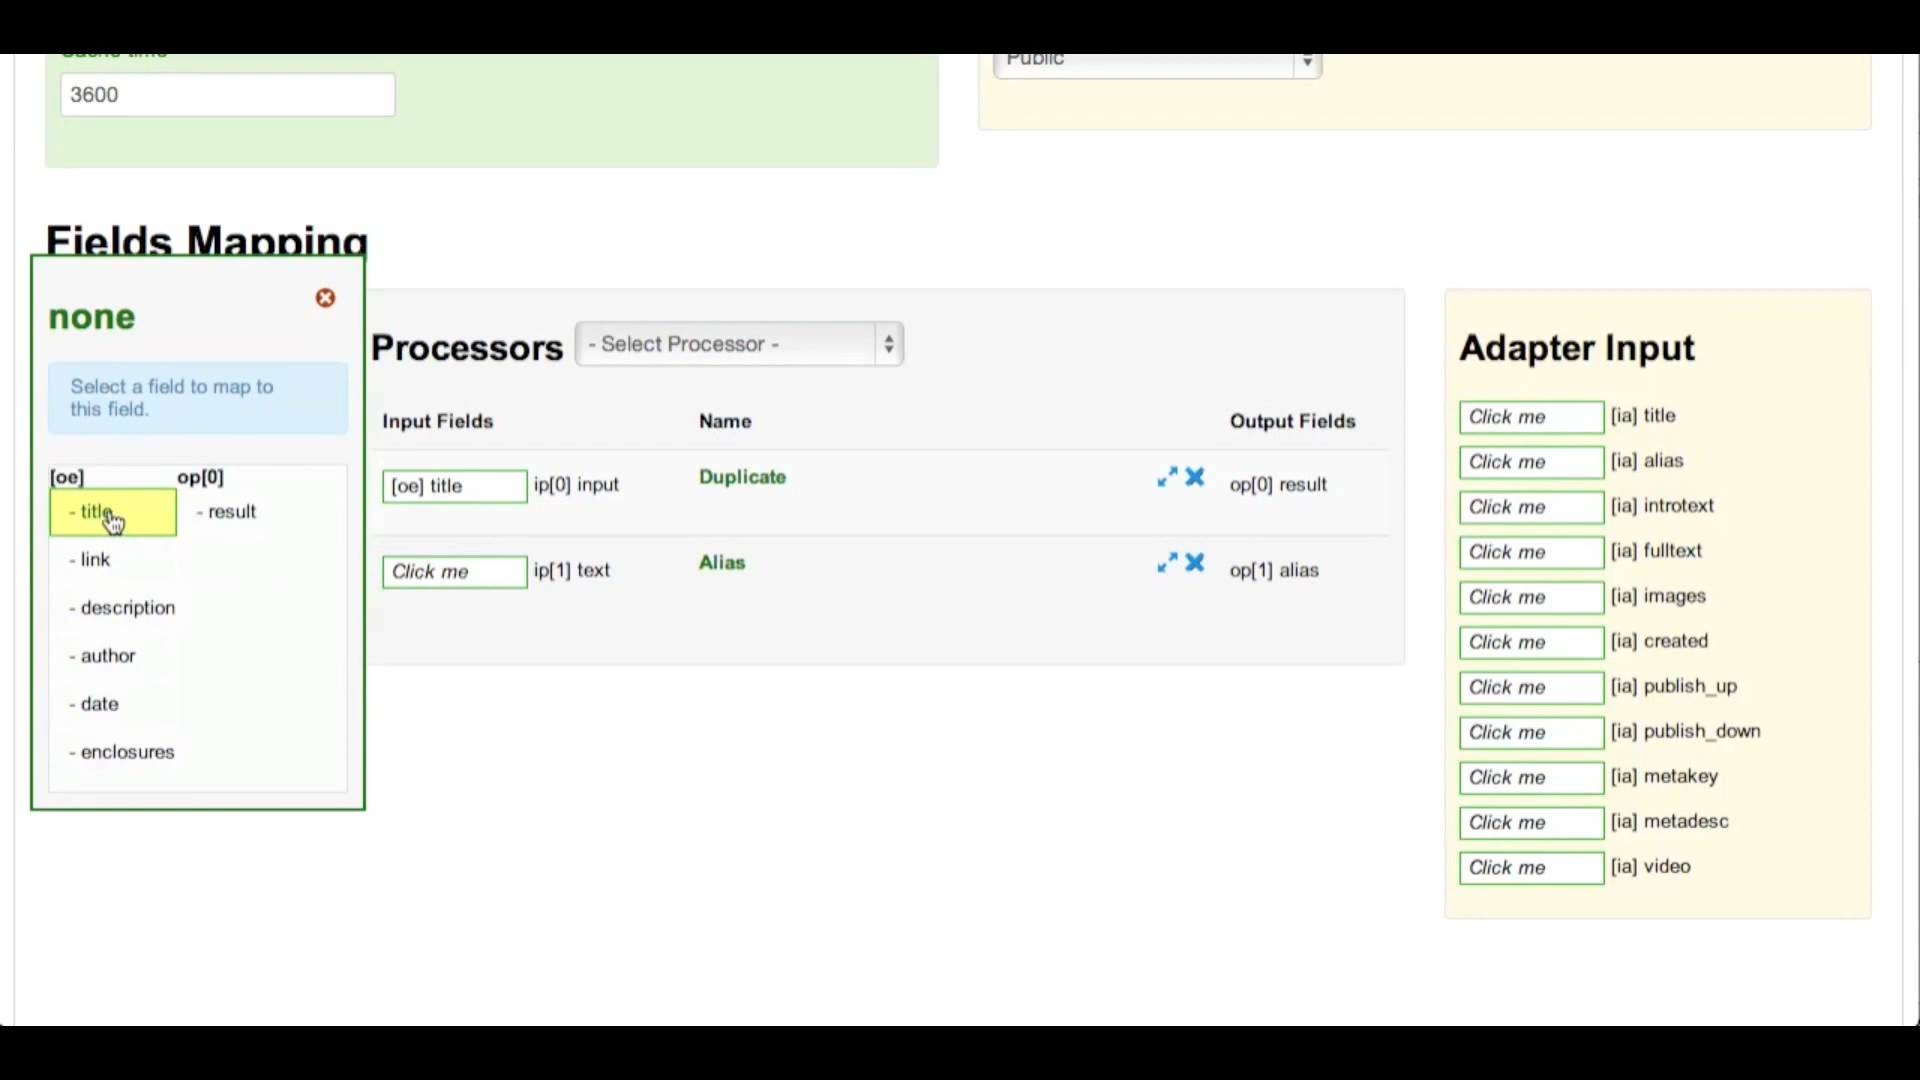 Cache time
3600
Public
Fields Mapping
none
Select a field to map to
this field.
[oe]
op[0]
- title
- result
- link
- description
- author
- date
- enclosures
Processors
- Select Processor -
Input Fields
Name
Output Fields
[oe] title
ip[0] input
Duplicate
op[0] result
Click me
ip[1] text
Alias
op[1] alias
Adapter Input
Click me [ia] title
Click me [ia] alias
Click me [ia] introtext
Click me [ia] fulltext
Click me [ia] images
Click me [ia] created
Click me [ia] publish_up
Click me [ia] publish_down
Click me [ia] metakey
Click me [ia] metadesc
Click me [ia] video